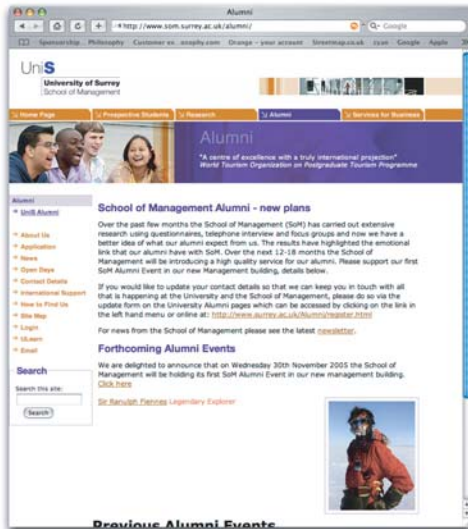 Alumni
http://www.som.surrey.ac.uk/alumni/
Google
Sponsorship... Philosophy Customer es ...osophy.com Orange - your account Streetmap.co.uk Google Apple
UniS
University of Surrey
School of Management
Home Page
Prospective Students
Research
Alumni
Services for Business
Alumni
"A centre of excellence with a truly international projection"
World Tourism Organization on Postgraduate Tourism Programme
Alumni
UniS Alumni
About Us
Application
News
Open Days
Contact Details
International Support
How to Find Us
Site Map
Login
ULearn
Email
Search
Search this site:
Search
School of Management Alumni - new plans
Over the past few months the School of Management (SoM) has carried out extensive
research using questionnaires, telephone interview and focus groups and now we have a
better idea of what our alumni expect from us. The results have highlighted the emotional
link that our alumni have with SoM. Over the next 12-18 months the School of
Management will be introducing a high quality service for our alumni. Please support our first
SoM Alumni Event in our new Management building, details below.
If you would like to update your contact details so that we can keep you in touch with all
that is happening at the University and the School of Management, please do so via the
update form on the University Alumni pages which can be accessed by clicking on the link
in the left hand menu or online at: http://www.surrey.ac.uk/Alumni/register.html
For news from the School of Management please see the latest newsletter.
Forthcoming Alumni Events
We are delighted to announce that on Wednesday 30th November 2005 the School of
Management will be holding its first SoM Alumni Event in our new management building.
Click here
Sir Ranulph Fiennes Legendary Explorer
Previous Alumni Events